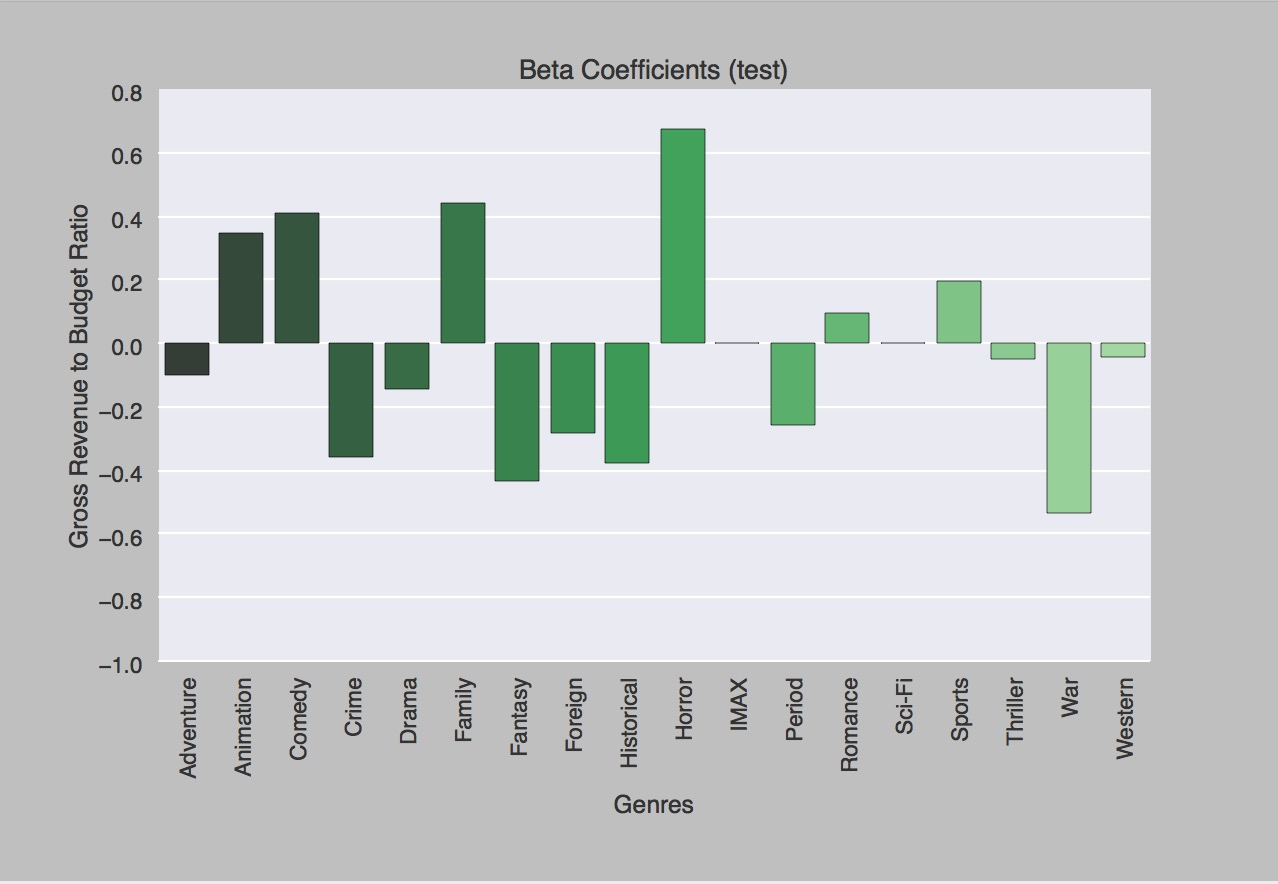 Beta Coefficients (test)
0.8
0.6
0.4
0.2
0.0
−0.2
−0.4
−0.6
−0.8
−1.0
Gross Revenue to Budget Ratio
Adventure
Animation
Comedy
Crime
Drama
Family
Fantasy
Foreign
Historical
Horror
IMAX
Period
Romance
Sci-Fi
Sports
Thriller
War
Western
Genres